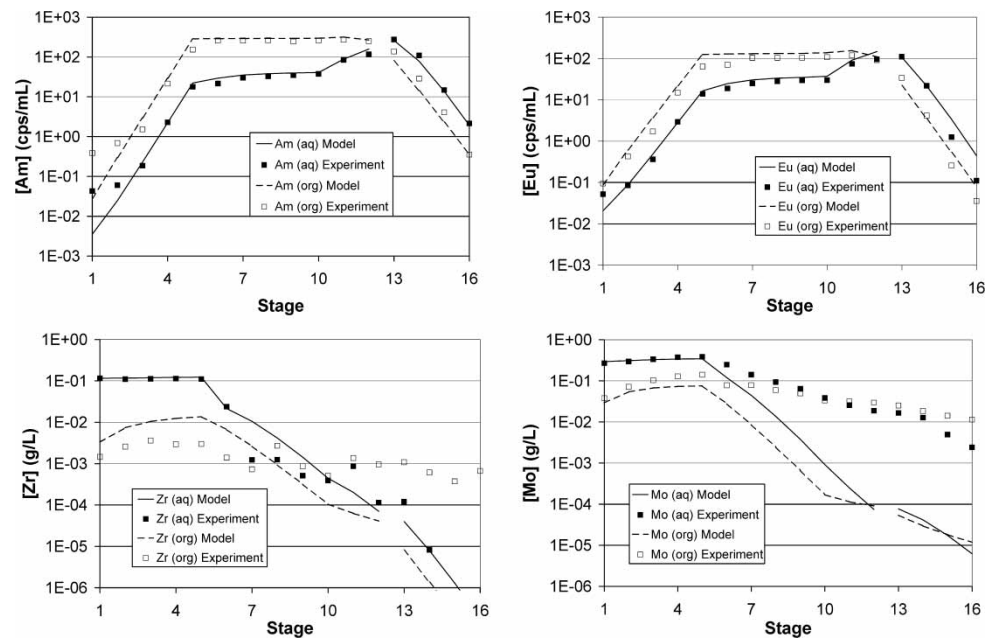 [Am] (cps/mL)
1E+03
1E+02
1E+01
1E+00
1E-01
1E-02
1E-03
Am (aq) Model
Am (aq) Experiment
Am (org) Model
Am (org) Experiment
1 4 7 10 13 16
Stage
[Eu] (cps/mL)
1E+03
1E+02
1E+01
1E+00
1E-01
1E-02
1E-03
Eu (aq) Model
Eu (aq) Experiment
Eu (org) Model
Eu (org) Experiment
1 4 7 10 13 16
Stage
[Zr] (g/L)
1E+00
1E-01
1E-02
1E-03
1E-04
1E-05
1E-06
Zr (aq) Model
Zr (aq) Experiment
Zr (org) Model
Zr (org) Experiment
1 4 7 10 13 16
Stage
[Mo] (g/L)
1E+00
1E-01
1E-02
1E-03
1E-04
1E-05
1E-06
Mo (aq) Model
Mo (aq) Experiment
Mo (org) Model
Mo (org) Experiment
1 4 7 10 13 16
Stage